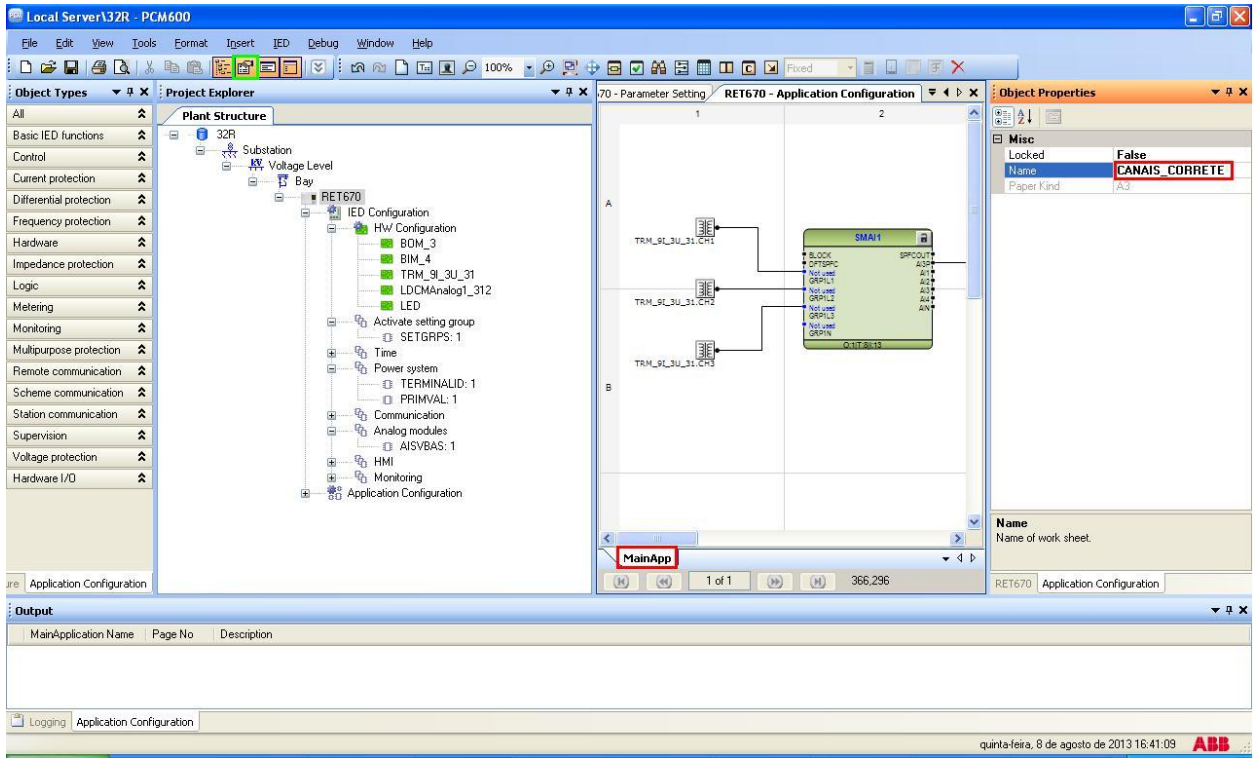 Local Server\32R - PCM600
File Edit View Tools Format Insert IED Debug Window Help
100% Fixed
Object Types
All
Basic IED functions
Control
Current protection
Differential protection
Frequency protection
Hardware
Impedance protection
Logic
Metering
Monitoring
Multipurpose protection
Remote communication
Scheme communication
Station communication
Supervision
Voltage protection
Hardware I/O
ure Application Configuration
Project Explorer
Plant Structure
32R
Substation
Voltage Level
Bay
RET670
IED Configuration
HW Configuration
BOM_3
BIM_4
TRM_9I_3U_31
LDCMAnalog1_312
LED
Activate setting group
SETGRPS: 1
Time
Power system
TERMINALID: 1
PRIMVAL: 1
Communication
Analog modules
AISVBAS: 1
HMI
Monitoring
Application Configuration
70 - Parameter Setting RET670 - Application Configuration
1 2
A
B
TRM_9I_3U_31.CH1
TRM_9I_3U_31.CH2
TRM_9I_3U_31.CH3
SMAI1
BLOCK SPFCOUT
DFTSPFC AI3P
Not used AI1
GRP1L1 AI2
Not used AI3
GRP1L2 AI4
Not used AIN
GRP1L3
Not used
GRP1N
O:1|T:8|I:13
MainApp
1 of 1 366,296
Object Properties
Misc
Locked False
Name CANAIS_CORRETE
Paper Kind A3
Name
Name of work sheet.
RET670 Application Configuration
Output
MainApplication Name Page No Description
Logging Application Configuration
quinta-feira, 8 de agosto de 2013 16:41:09 ABB